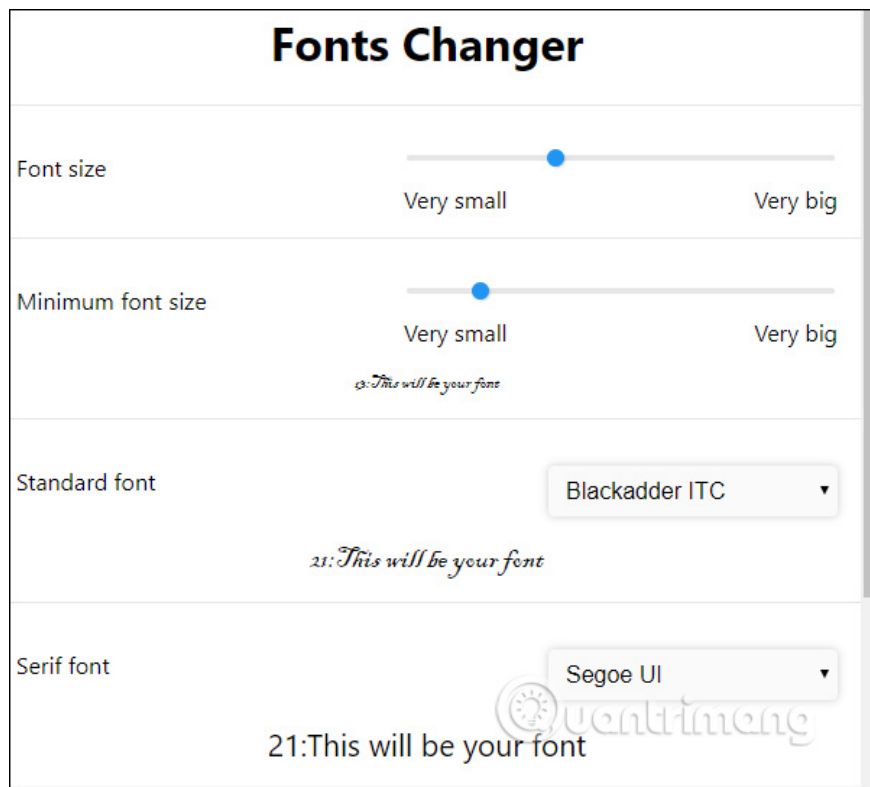 Fonts Changer
Font size
Very small Very big
Minimum font size
Very small Very big
13:This will be your font
Standard font
Blackadder ITC
21:This will be your font
Serif font
Segoe UI
uantrimang
21:This will be your font